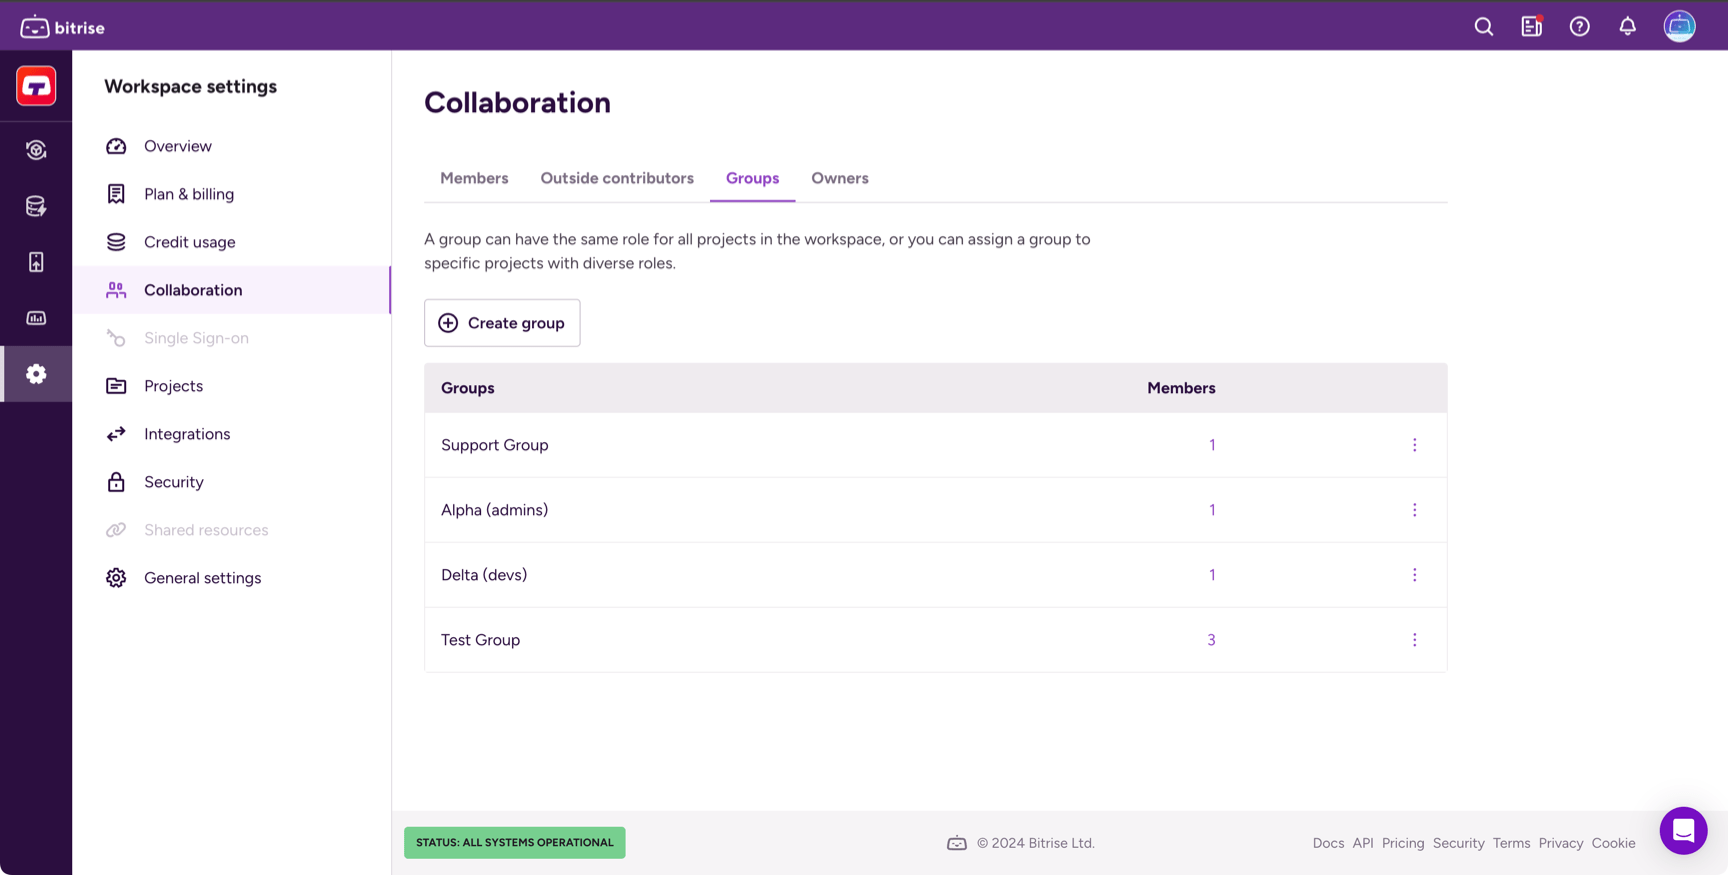 bitrise
Workspace settings
Overview
Plan & billing
Credit usage
Collaboration
Single Sign-on
Projects
Integrations
Security
Shared resources
General settings
Collaboration
Members Outside contributors Groups Owners
A group can have the same role for all projects in the workspace, or you can assign a group to
specific projects with diverse roles.
Create group
Groups Members
Support Group 1
Alpha (admins) 1
Delta (devs) 1
Test Group 3
STATUS: ALL SYSTEMS OPERATIONAL
© 2024 Bitrise Ltd.
Docs API Pricing Security Terms Privacy Cookie